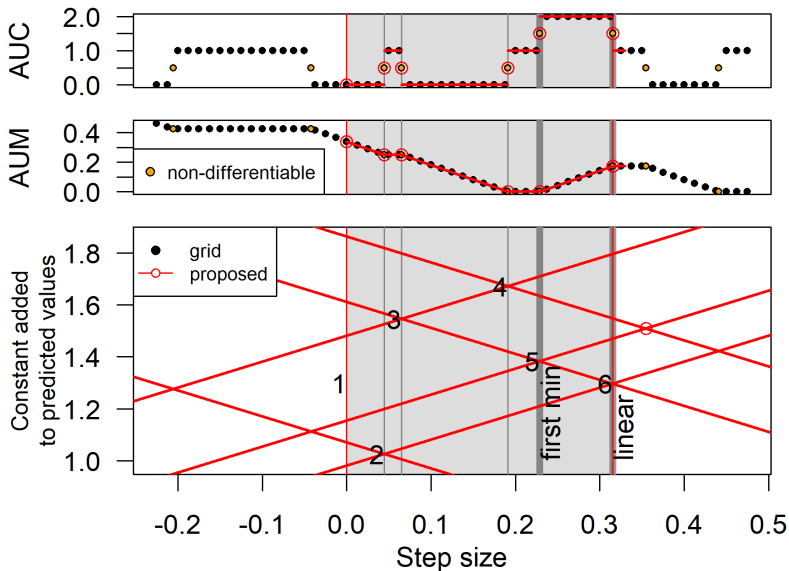 AUC
2.0
1.0
0.0
AUM
0.4
0.2
0.0
non-differentiable
Constant added
to predicted values
1.8
1.6
1.4
1.2
1.0
grid
proposed
1
2
3
4
5
6
first min
linear
-0.2 -0.1 0.0 0.1 0.2 0.3 0.4 0.5
Step size